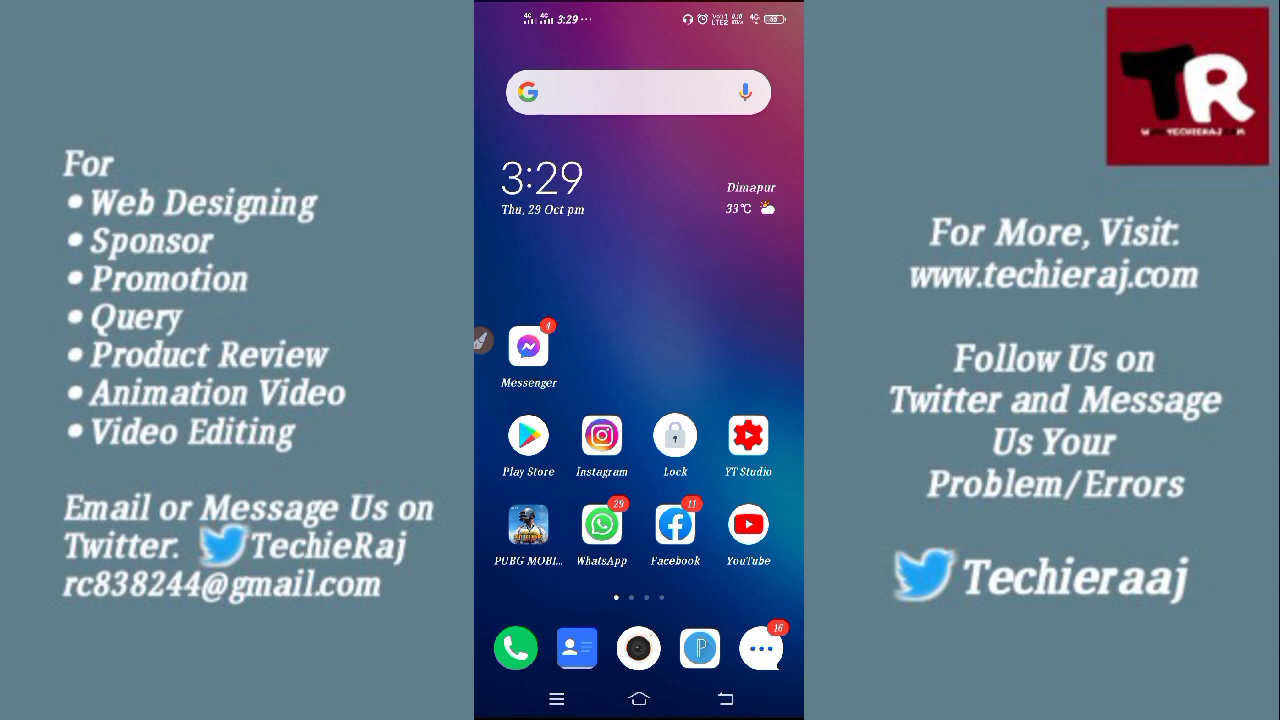 For
• Web Designing
• Sponsor
• Promotion
• Query
• Product Review
• Animation Video
• Video Editing
Email or Message Us on
Twitter. TechieRaj
rc838244@gmail.com
4G 4G 3:29 ···
4G
3:29
Thu, 29 Oct pm
Dimapur
33℃
4
Messenger
Play Store Instagram Lock YT Studio
29 11
PUBG MOBI... WhatsApp Facebook YouTube
16
TR
For More, Visit:
www.techieraj.com
Follow Us on
Twitter and Message
Us Your
Problem/Errors
Techieraaj